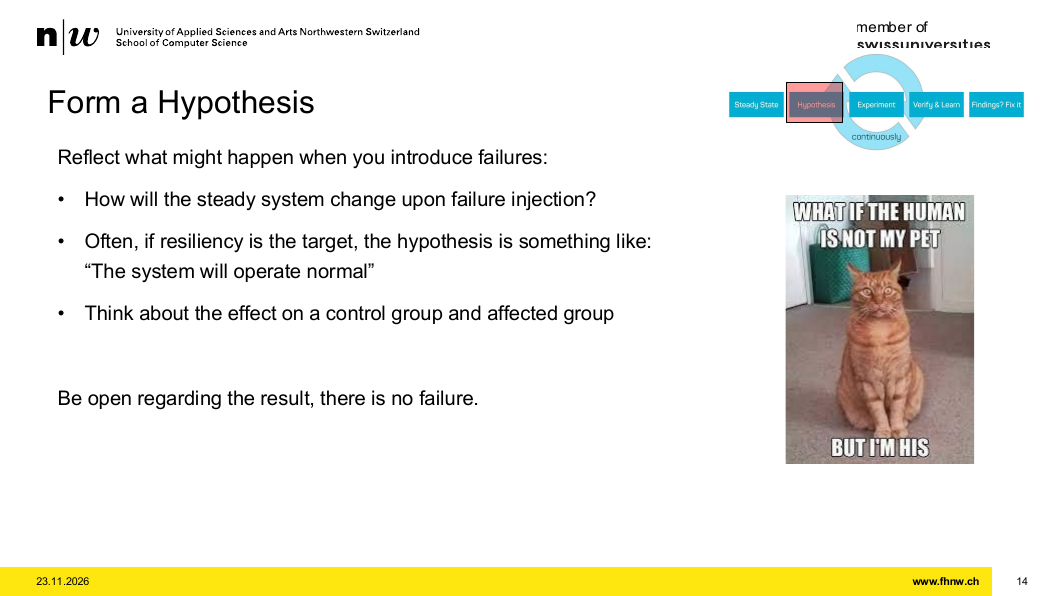 University of Applied Sciences and Arts Northwestern Switzerland
School of Computer Science
member of
swissuniversities
Form a Hypothesis
Steady State
Hypothesis
Experiment
Verify & Learn
Findings? Fix it
continuously
Reflect what might happen when you introduce failures:
• How will the steady system change upon failure injection?
• Often, if resiliency is the target, the hypothesis is something like:
“The system will operate normal”
• Think about the effect on a control group and affected group
Be open regarding the result, there is no failure.
WHAT IF THE HUMAN
IS NOT MY PET
BUT I'M HIS
23.11.2026
www.fhnw.ch
14